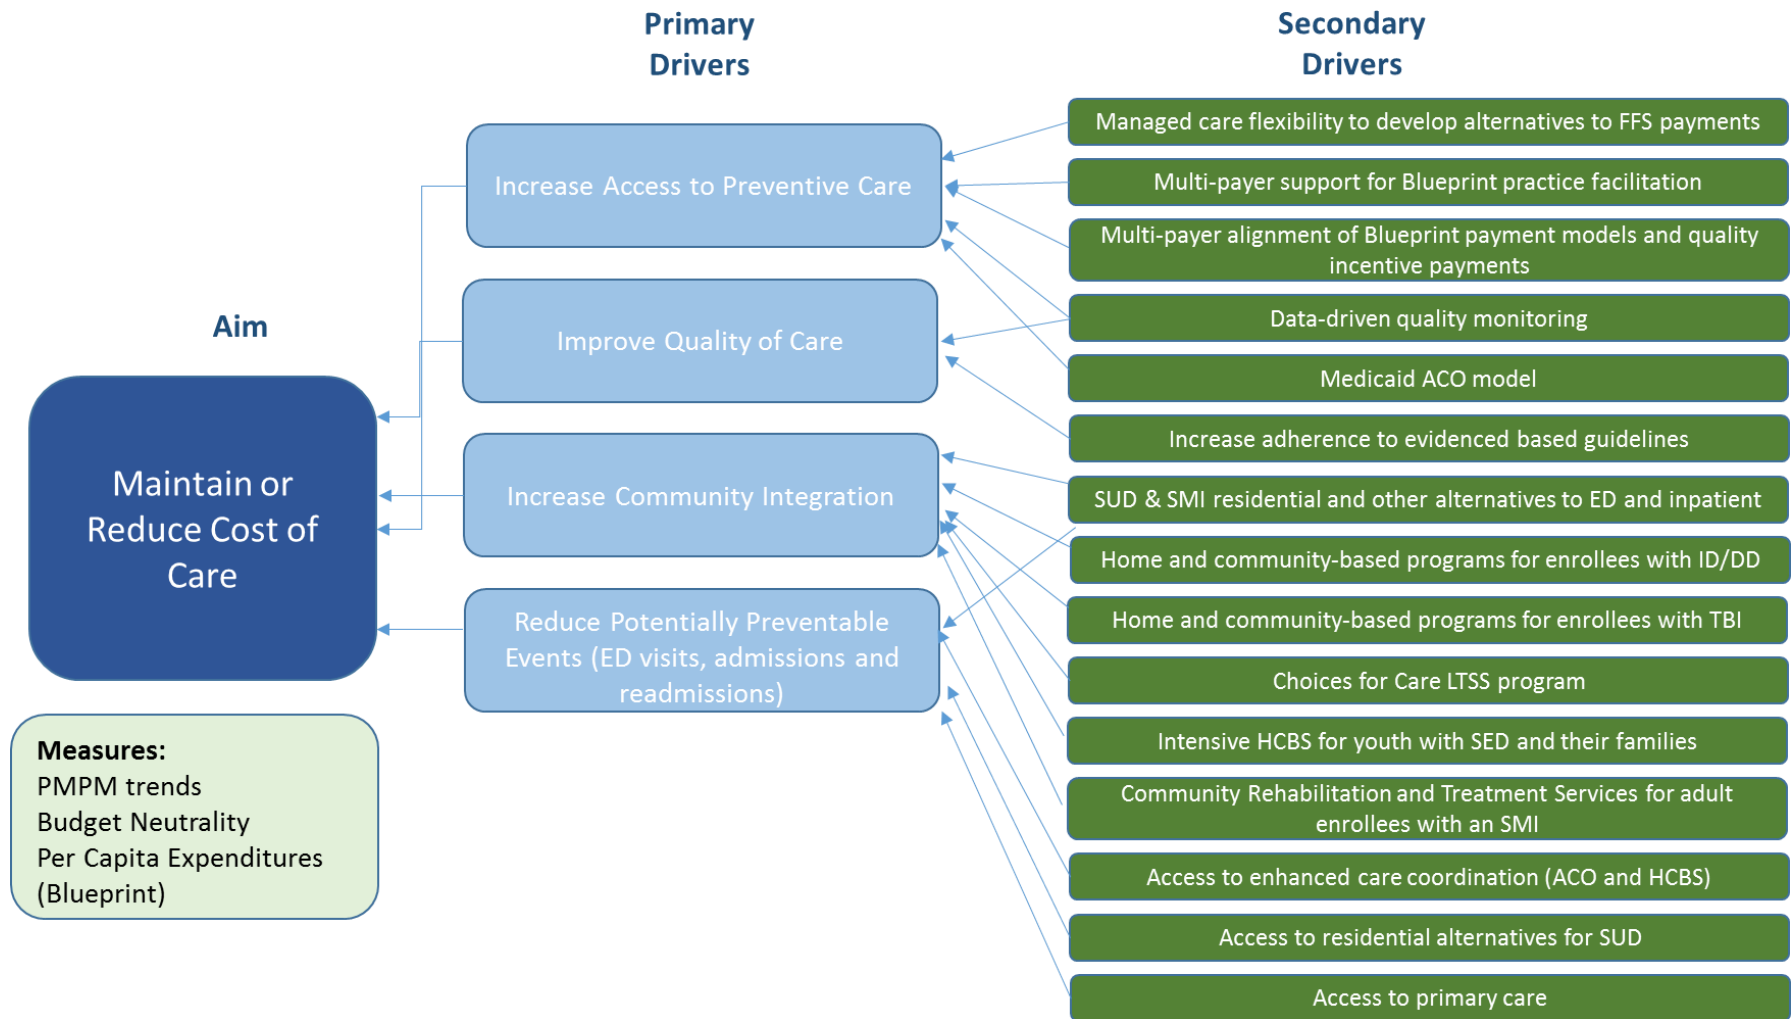 Primary
Drivers
Secondary
Drivers
Aim
Maintain or
Reduce Cost of
Care
Measures:
PMPM trends
Budget Neutrality
Per Capita Expenditures
(Blueprint)
Increase Access to Preventive Care
Improve Quality of Care
Increase Community Integration
Reduce Potentially Preventable
Events (ED visits, admissions and
readmissions)
Managed care flexibility to develop alternatives to FFS payments
Multi-payer support for Blueprint practice facilitation
Multi-payer alignment of Blueprint payment models and quality
incentive payments
Data-driven quality monitoring
Medicaid ACO model
Increase adherence to evidenced based guidelines
SUD & SMI residential and other alternatives to ED and inpatient
Home and community-based programs for enrollees with ID/DD
Home and community-based programs for enrollees with TBI
Choices for Care LTSS program
Intensive HCBS for youth with SED and their families
Community Rehabilitation and Treatment Services for adult
enrollees with an SMI
Access to enhanced care coordination (ACO and HCBS)
Access to residential alternatives for SUD
Access to primary care